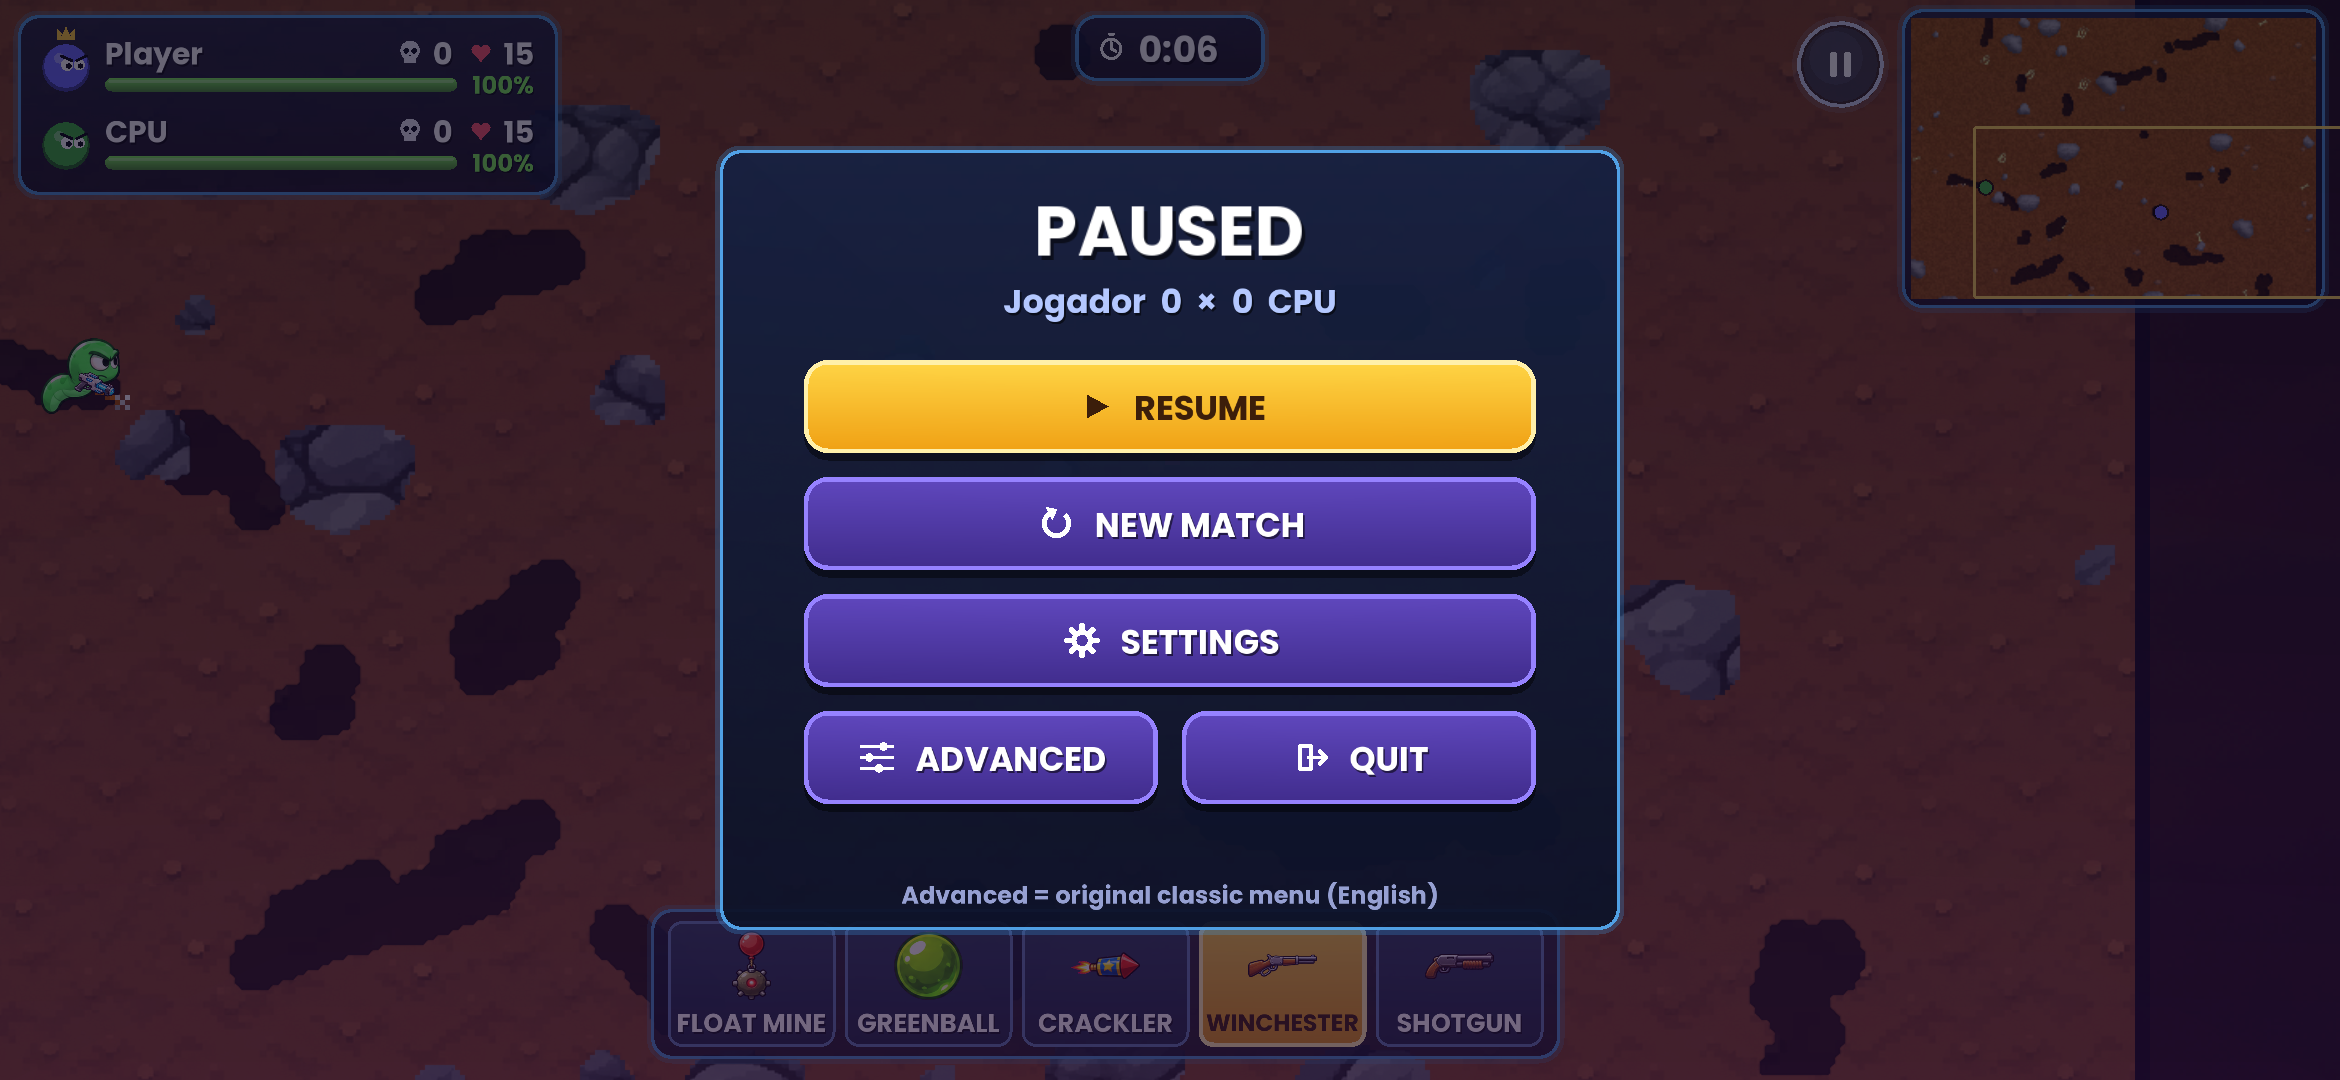 Player 0 15
100%
CPU 0 15
100%
0:06
PAUSED
Jogador 0 × 0 CPU
RESUME
NEW MATCH
SETTINGS
ADVANCED
QUIT
Advanced = original classic menu (English)
FLOAT MINE
GREENBALL
CRACKLER
WINCHESTER
SHOTGUN